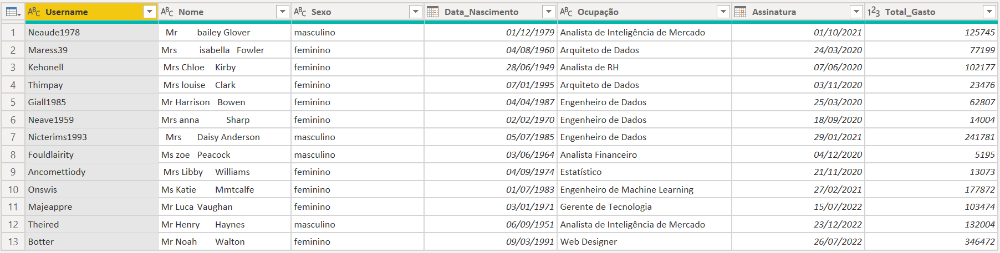 Username Nome Sexo Data_Nascimento Ocupação Assinatura Total_Gasto
1 Neaude1978 Mr bailey Glover masculino 01/12/1979 Analista de Inteligência de Mercado 01/10/2021 125745
2 Maress39 Mrs isabella Fowler feminino 04/08/1960 Arquiteto de Dados 24/03/2020 77199
3 Kehonell Mrs Chloe Kirby feminino 28/06/1949 Analista de RH 07/06/2020 102177
4 Thimpay Mrs louise Clark feminino 07/01/1995 Arquiteto de Dados 03/11/2020 23476
5 Giall1985 Mr Harrison Bowen feminino 04/04/1987 Engenheiro de Dados 25/03/2020 62807
6 Neave1959 Mrs anna Sharp feminino 02/02/1970 Engenheiro de Dados 18/09/2020 14004
7 Nicterims1993 Mrs Daisy Anderson masculino 05/07/1985 Engenheiro de Dados 29/01/2021 241781
8 Fouldlairity Ms zoe Peacock masculino 03/06/1964 Analista Financeiro 04/12/2020 5195
9 Ancomettiody Mrs Libby Williams feminino 04/09/1974 Estatístico 21/11/2020 13073
10 Onswis Ms Katie Mmtcalfe feminino 01/07/1983 Engenheiro de Machine Learning 27/02/2021 177872
11 Majeappre Mr Luca Vaughan feminino 03/01/1971 Gerente de Tecnologia 15/07/2022 103474
12 Theired Mr Henry Haynes masculino 06/09/1951 Analista de Inteligência de Mercado 23/12/2022 132004
13 Botter Mr Noah Walton feminino 09/03/1991 Web Designer 26/07/2022 346472